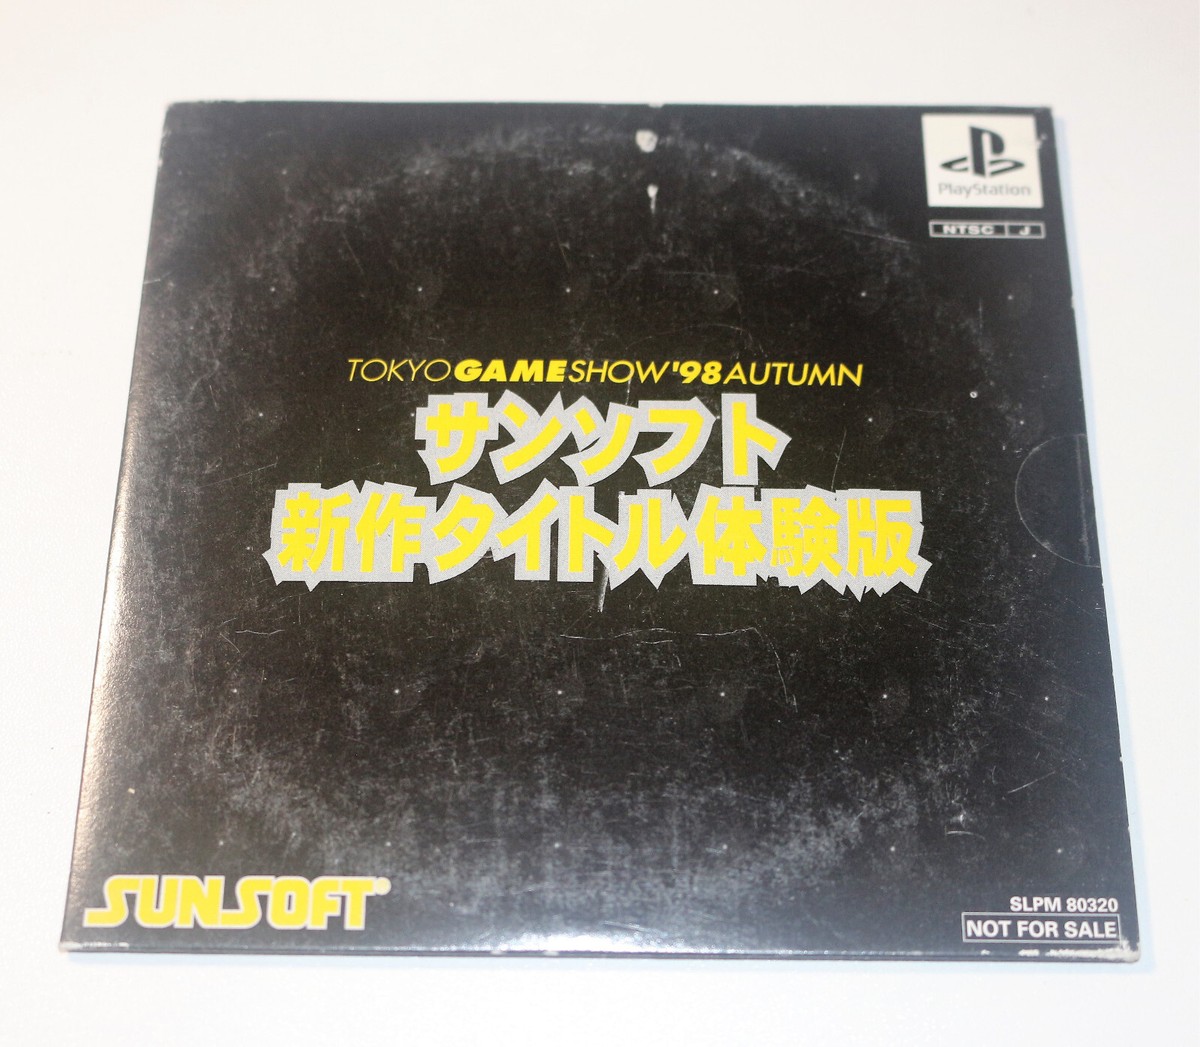 PlayStation
NTSC J
TOKYO GAME SHOW '98 AUTUMN
サンソフト
新作タイトル体験版
SUNSOFT®
SLPM 80320
NOT FOR SALE